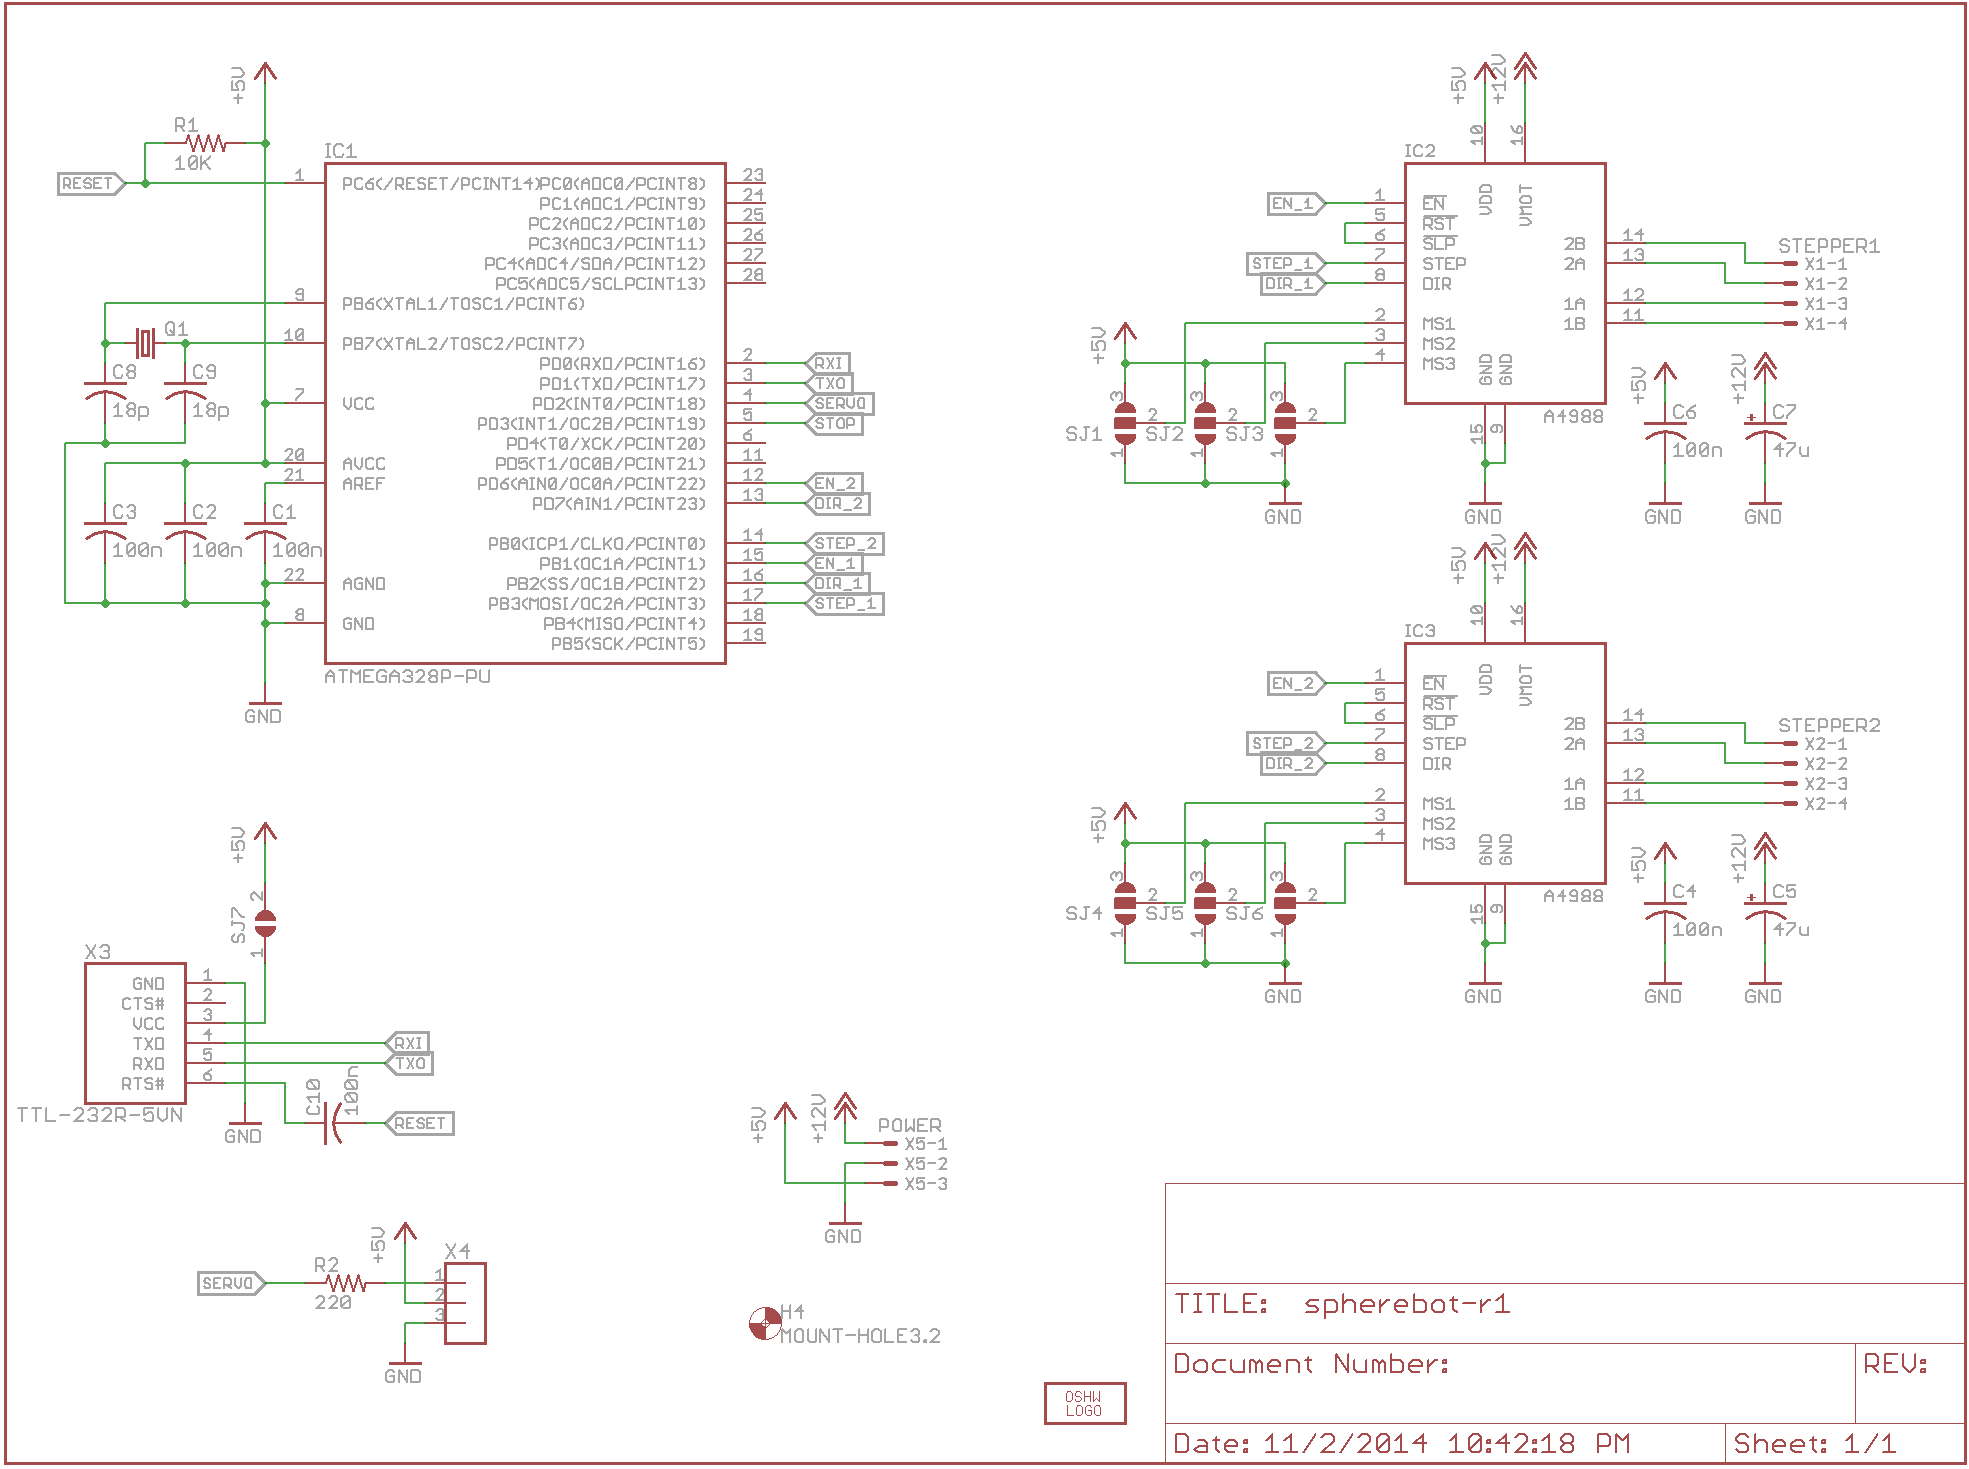 +5V
R1
10K
RESET
IC1
1 PC6(/RESET/PCINT14) PC0(ADC0/PCINT8) 23
PC1(ADC1/PCINT9) 24
PC2(ADC2/PCINT10) 25
PC3(ADC3/PCINT11) 26
PC4(ADC4/SDA/PCINT12) 27
PC5(ADC5/SCLPCINT13) 28
9 PB6(XTAL1/TOSC1/PCINT6)
Q1
10 PB7(XTAL2/TOSC2/PCINT7)
PD0(RXD/PCINT16) 2 RXI
PD1(TXD/PCINT17) 3 TXO
PD2(INT0/PCINT18) 4 SERVO
PD3(INT1/OC2B/PCINT19) 5 STOP
PD4(T0/XCK/PCINT20) 6
PD5(T1/OC0B/PCINT21) 11
PD6(AIN0/OC0A/PCINT22) 12 EN_2
PD7(AIN1/PCINT23) 13 DIR_2
PB0(ICP1/CLKO/PCINT0) 14 STEP_2
PB1(OC1A/PCINT1) 15 EN_1
PB2(SS/OC1B/PCINT2) 16 DIR_1
PB3(MOSI/OC2A/PCINT3) 17 STEP_1
PB4(MISO/PCINT4) 18
PB5(SCK/PCINT5) 19
C8 C9
18p 18p
7 VCC
20 AVCC
21 AREF
C3 C2 C1
100n 100n 100n
22 AGND
8 GND
ATMEGA328P-PU
GND
+5V +12V
10 16
IC2
VDD VMOT
EN_1 1 EN
5 RST
6 SLP
STEP_1 7 STEP
DIR_1 8 DIR
2 MS1
3 MS2
4 MS3
2B 14
2A 13
1A 12
1B 11
STEPPER1
X1-1
X1-2
X1-3
X1-4
GND GND
15 9
A4988
GND
+5V
3 3 3
SJ1 2 SJ2 2 SJ3 2
1 1 1
GND
+5V +12V
C6 C7
100n 47u
GND GND
+5V +12V
10 16
IC3
VDD VMOT
EN_2 1 EN
5 RST
6 SLP
STEP_2 7 STEP
DIR_2 8 DIR
2 MS1
3 MS2
4 MS3
2B 14
2A 13
1A 12
1B 11
STEPPER2
X2-1
X2-2
X2-3
X2-4
GND GND
15 9
A4988
GND
+5V
3 3 3
SJ4 2 SJ5 2 SJ6 2
1 1 1
GND
+5V +12V
C4 C5
100n 47u
GND GND
+5V
2
SJ7
1
X3
GND 1
CTS# 2
VCC 3
TXO 4 RXI
RXD 5 TXO
RTS# 6
TTL-232R-5VN
GND
C10 100n
RESET
+5V +12V
POWER
X5-1
X5-2
X5-3
GND
+5V
SERVO
R2
220
X4
1
2
3
GND
H4
MOUNT-HOLE3.2
OSHW
LOGO
TITLE: spherebot-r1
Document Number:
REV:
Date: 11/2/2014 10:42:18 PM
Sheet: 1/1